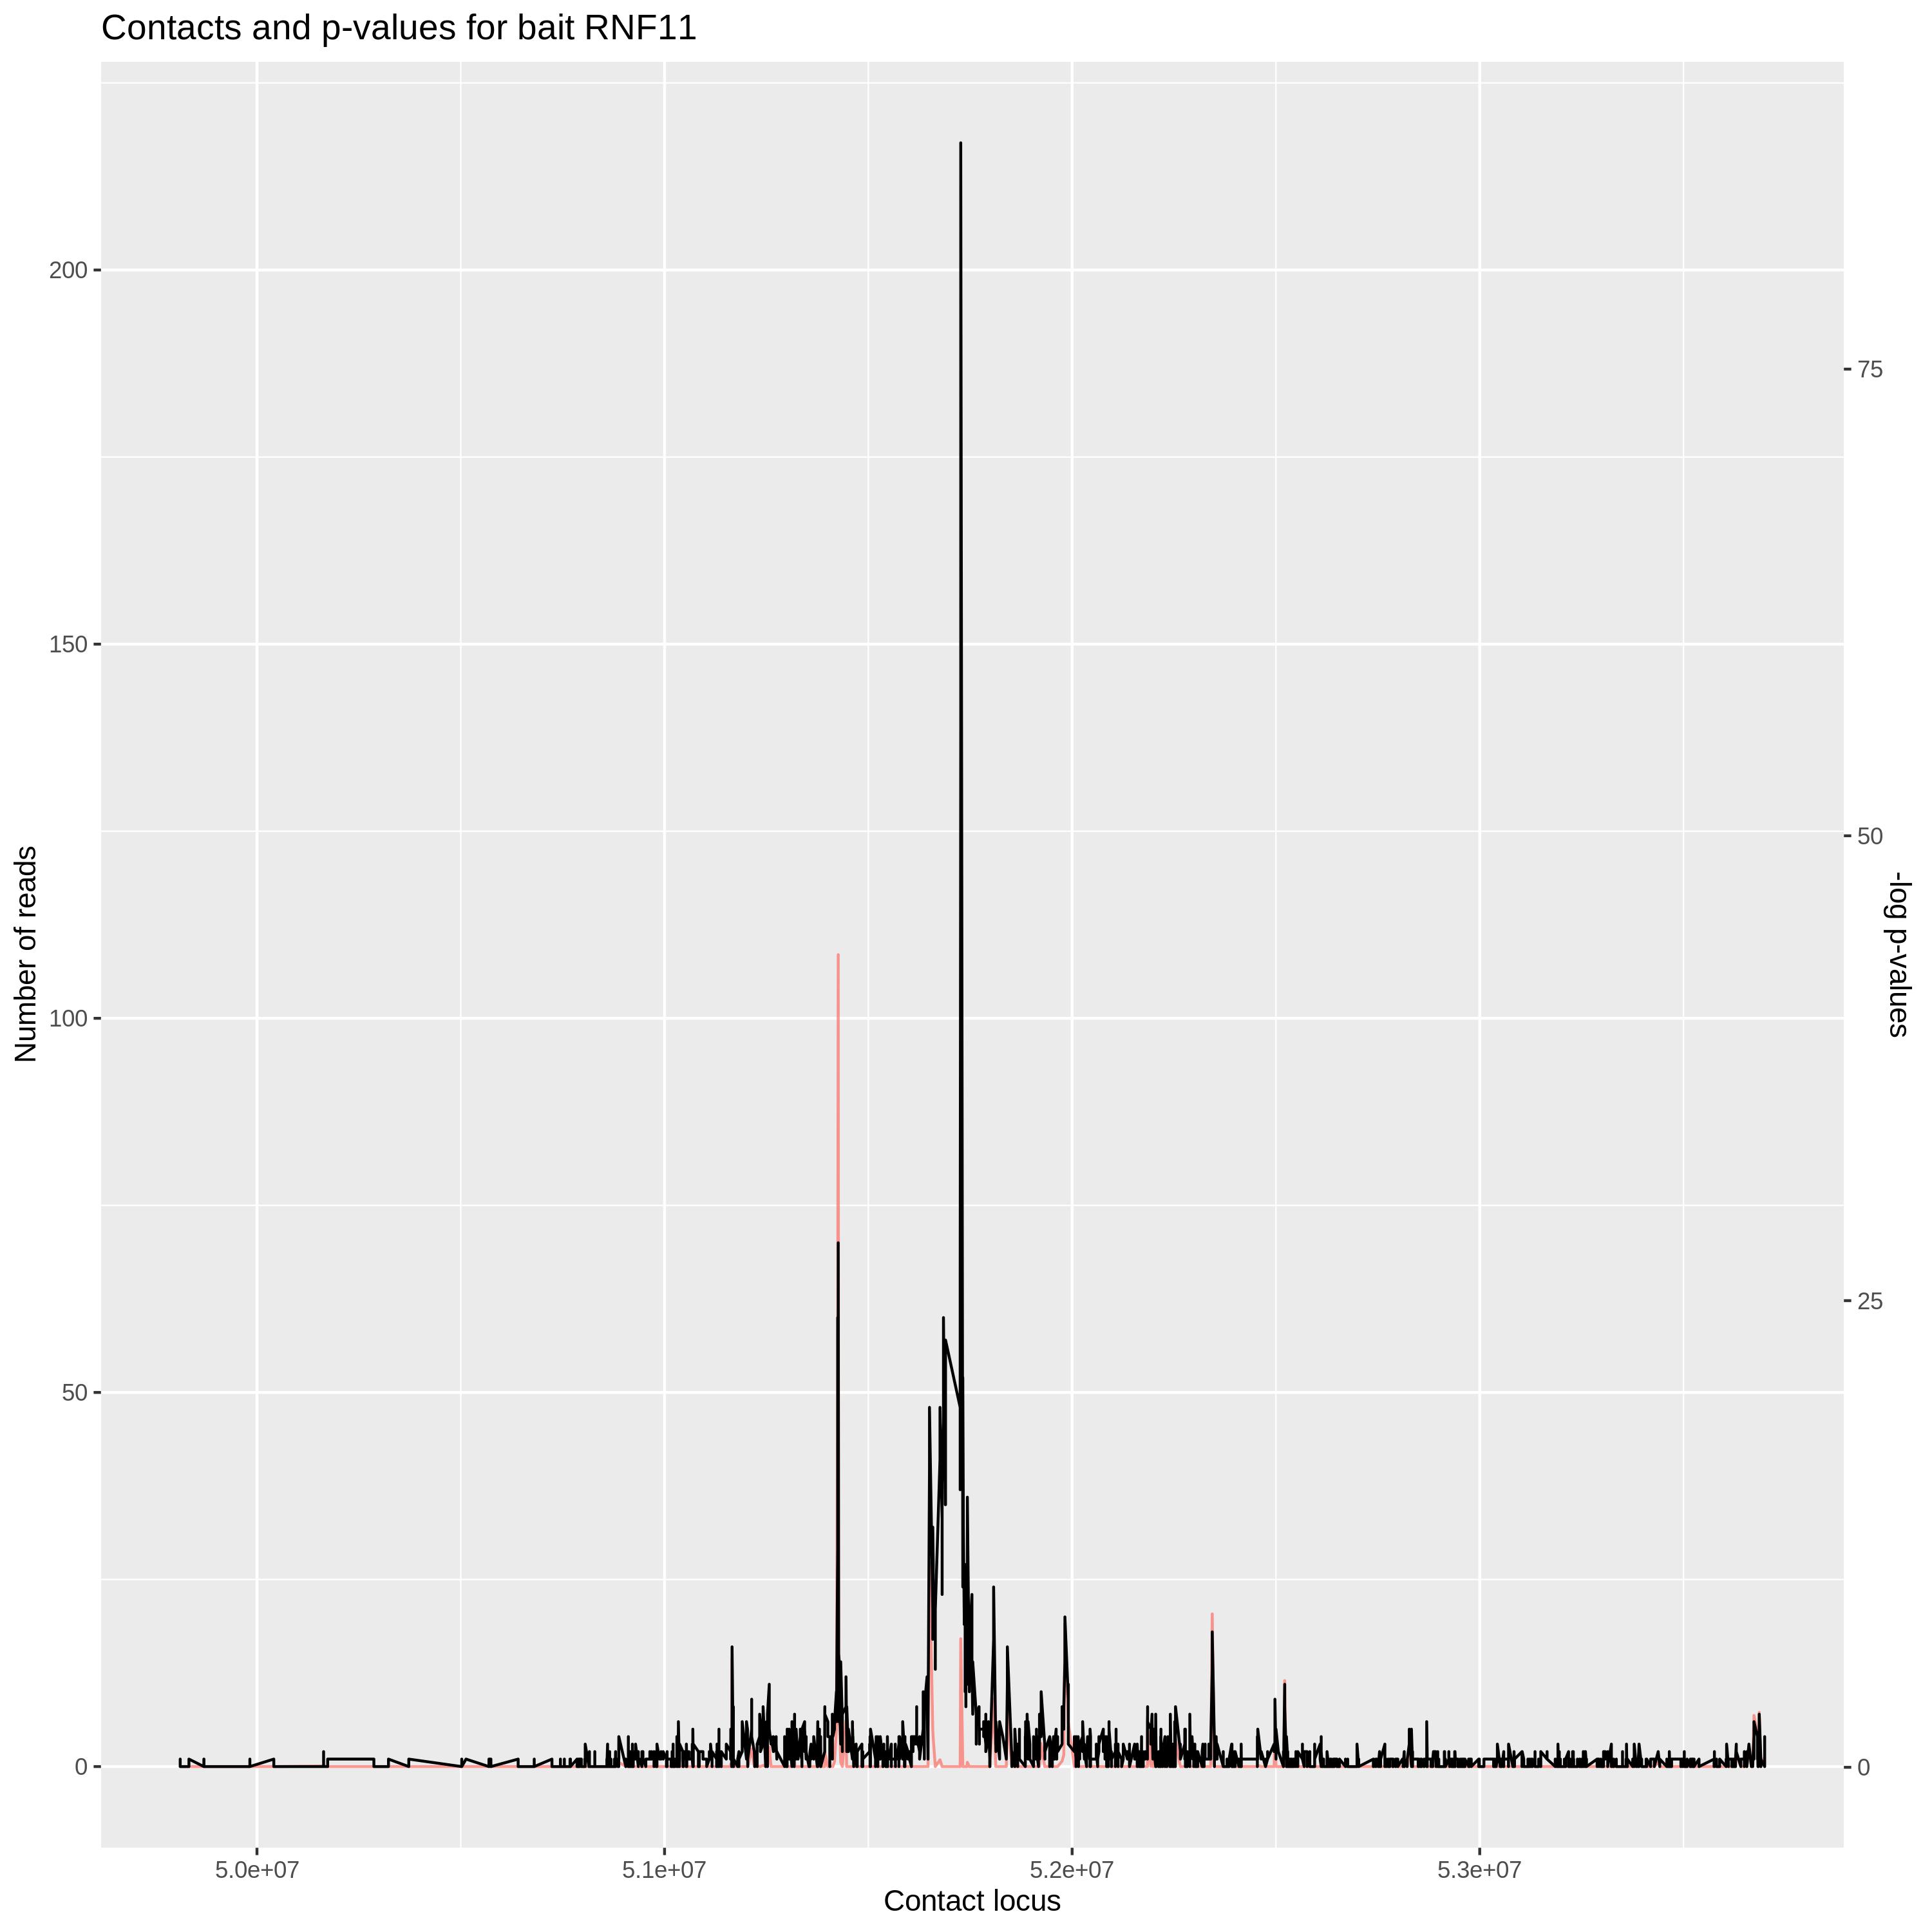 Contacts and p-values for bait RNF11
200
150
100
50
0
Number of reads
75
50
25
0
-log p-values
5.0e+07
5.1e+07
5.2e+07
5.3e+07
Contact locus